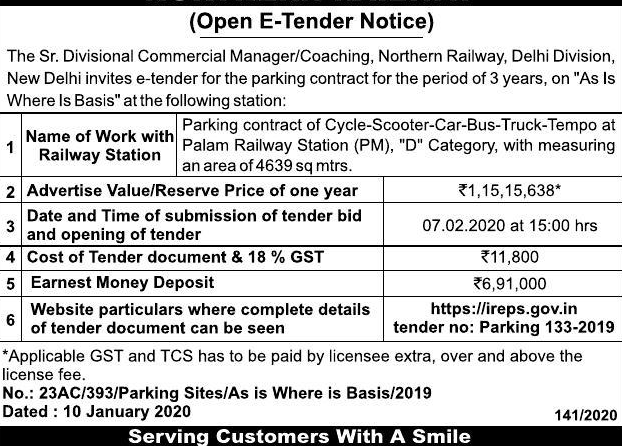 (Open E-Tender Notice)
The Sr. Divisional Commercial Manager/Coaching, Northern Railway, Delhi Division,
New Delhi invites e-tender for the parking contract for the period of 3 years, on "As Is
Where Is Basis" at the following station:
1 Name of Work with Railway Station Parking contract of Cycle-Scooter-Car-Bus-Truck-Tempo at
Palam Railway Station (PM), "D" Category, with measuring
an area of 4639 sq mtrs.
2 Advertise Value/Reserve Price of one year ₹1,15,15,638*
3 Date and Time of submission of tender bid
and opening of tender 07.02.2020 at 15:00 hrs
4 Cost of Tender document & 18 % GST ₹11,800
5 Earnest Money Deposit ₹6,91,000
6 Website particulars where complete details
of tender document can be seen https://ireps.gov.in
tender no: Parking 133-2019
*Applicable GST and TCS has to be paid by licensee extra, over and above the
license fee.
No.: 23AC/393/Parking Sites/As is Where is Basis/2019
Dated : 10 January 2020 141/2020
Serving Customers With A Smile